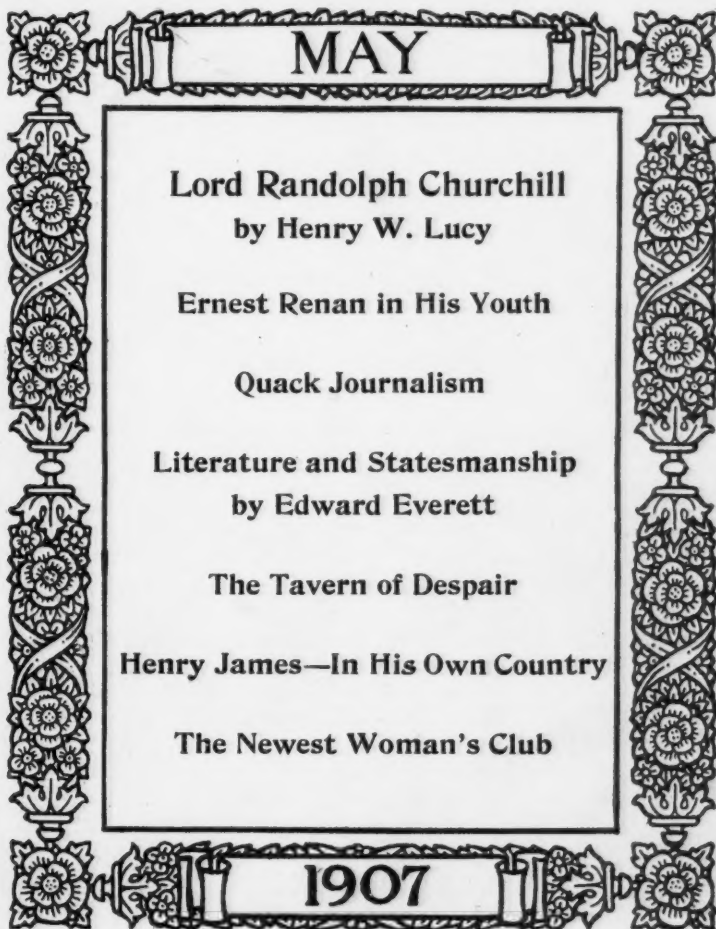 MAY
Lord Randolph Churchill
by Henry W. Lucy
Ernest Renan in His Youth
Quack Journalism
Literature and Statesmanship
by Edward Everett
The Tavern of Despair
Henry James—In His Own Country
The Newest Woman's Club
1907